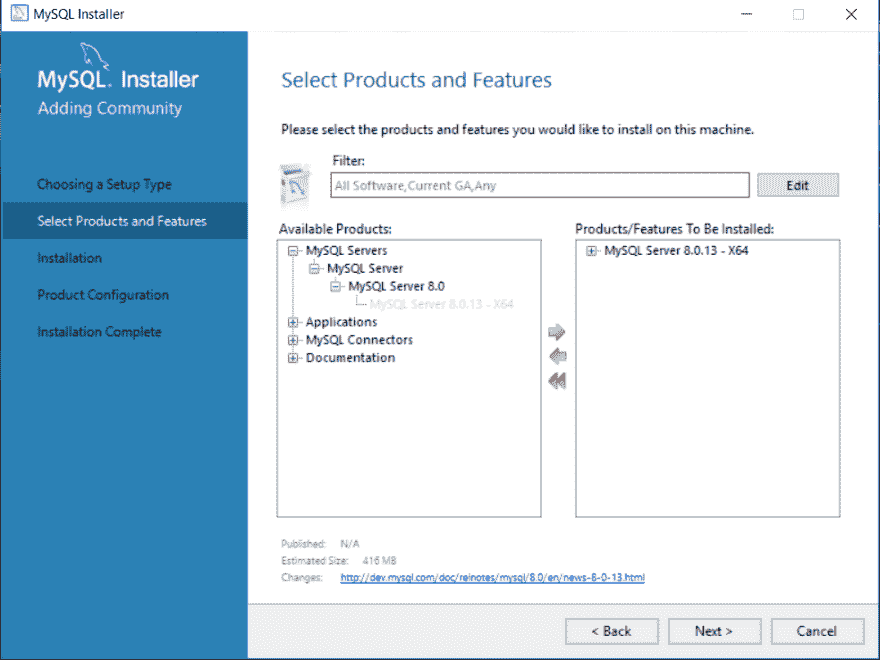 MySQL Installer
MySQL. Installer
Adding Community
Choosing a Setup Type
Select Products and Features
Installation
Product Configuration
Installation Complete
Select Products and Features
Please select the products and features you would like to install on this machine.
Filter:
All Software,Current GA,Any
Edit
Available Products:
MySQL Servers
MySQL Server
MySQL Server 8.0
MySQL Server 8.0.13 - X64
Applications
MySQL Connectors
Documentation
Products/Features To Be Installed:
MySQL Server 8.0.13 - X64
Published: N/A
Estimated Size: 416 MB
Changes: http://dev.mysql.com/doc/relnotes/mysql/8.0/en/news-8-0-13.html
< Back
Next >
Cancel